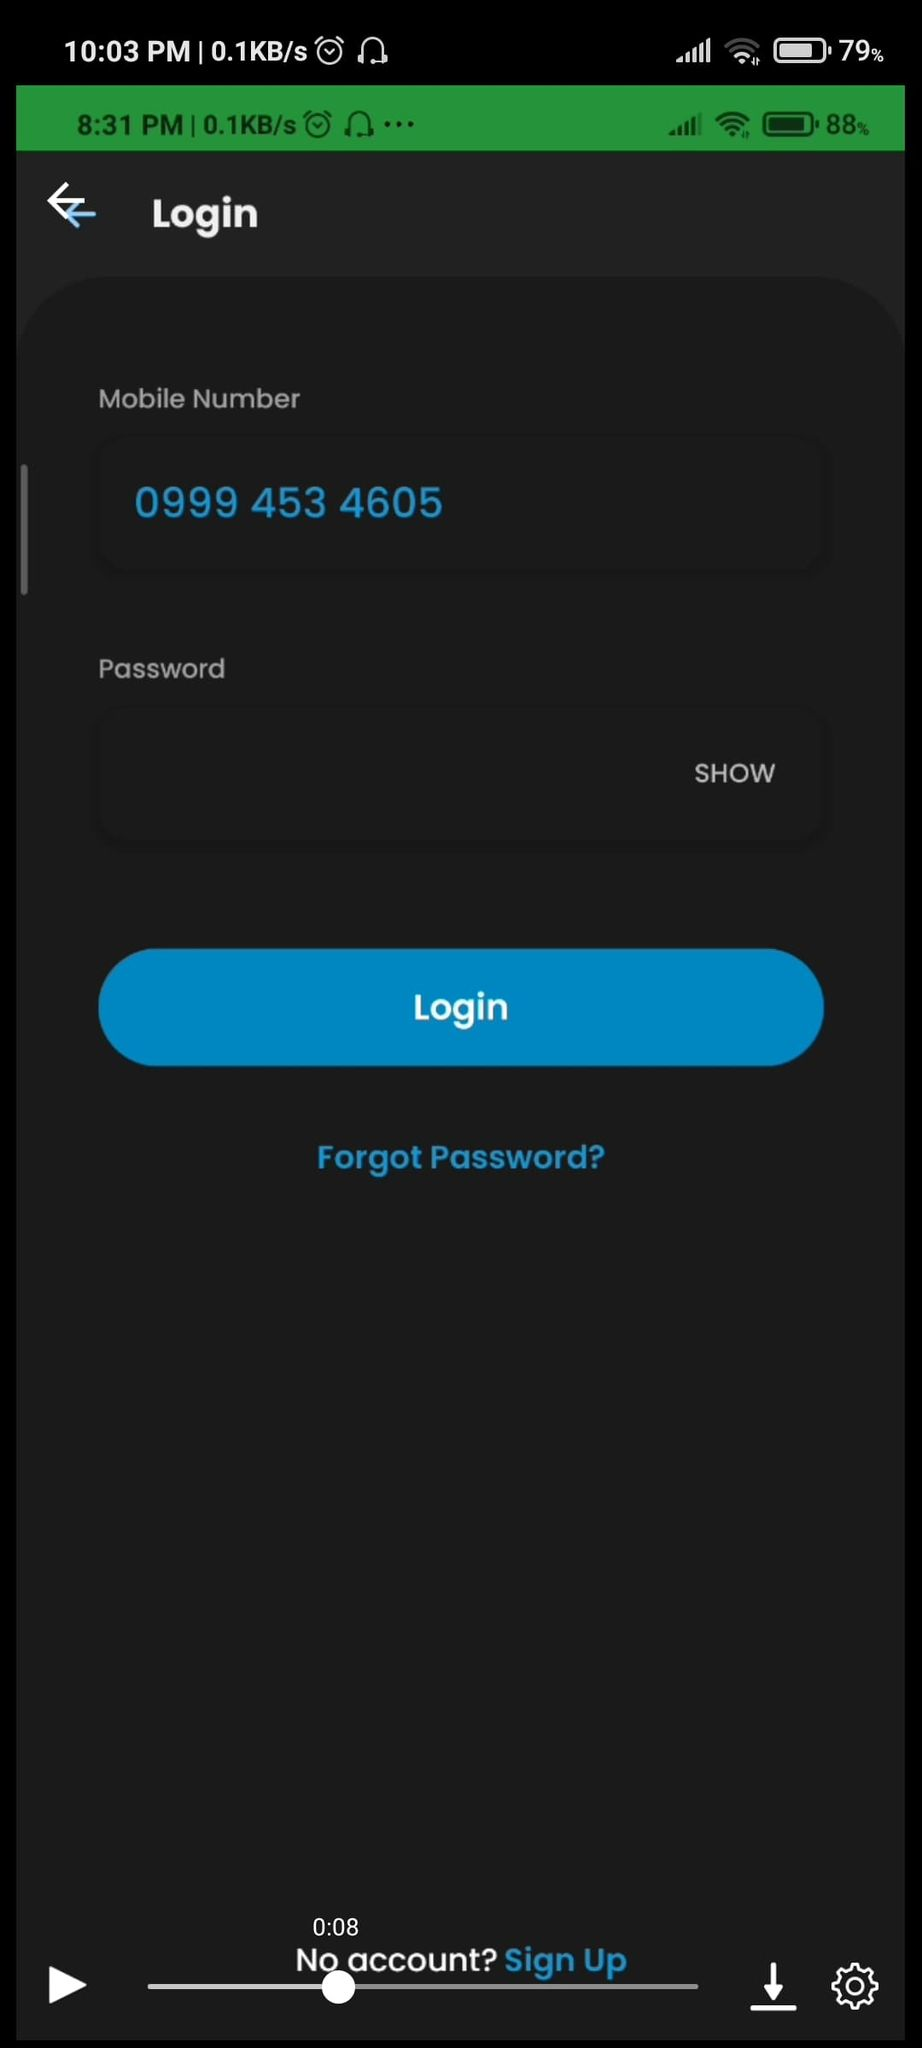 10:03 PM | 0.1KB/s 79%
8:31 PM | 0.1KB/s ... 88%
Login
Mobile Number
0999 453 4605
Password
SHOW
Login
Forgot Password?
0:08
No account? Sign Up